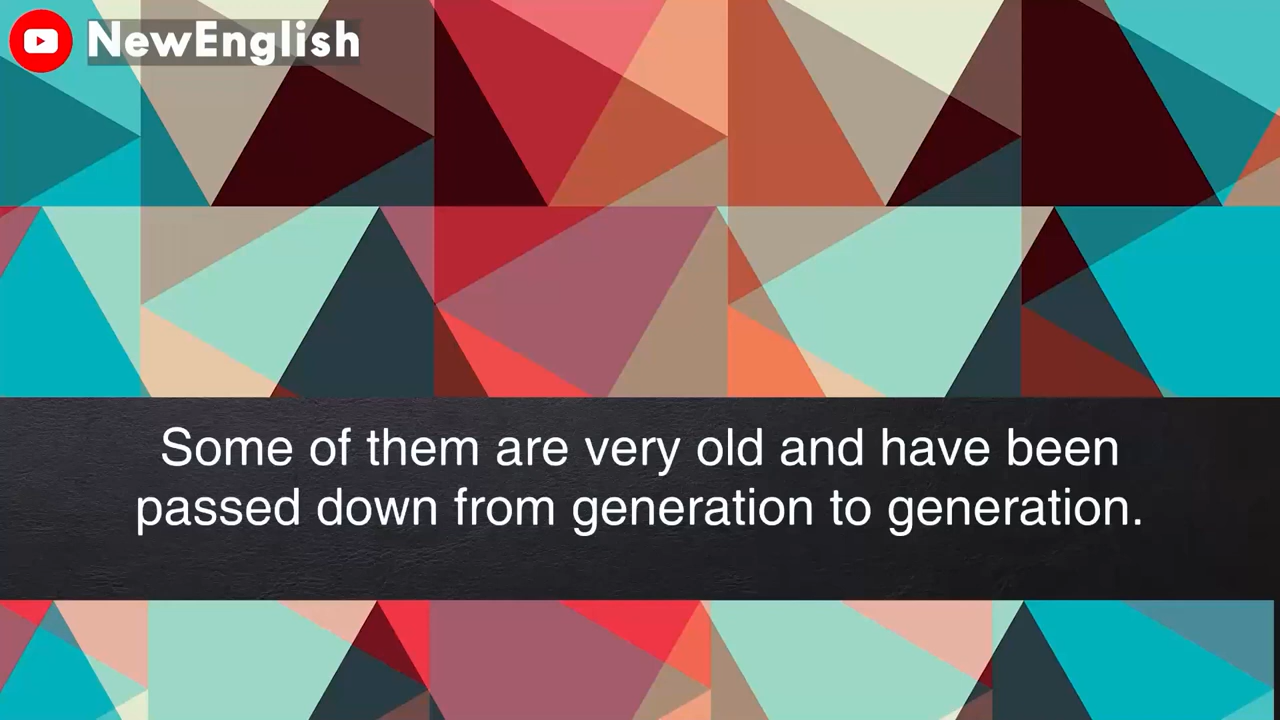 NewEnglish
Some of them are very old and have been
passed down from generation to generation.